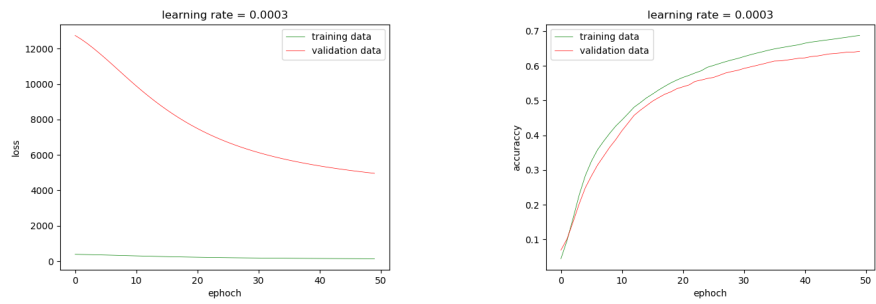 learning rate = 0.0003
training data
validation data
12000
10000
8000
6000
4000
2000
0
loss
0 10 20 30 40 50
ephoch
learning rate = 0.0003
training data
validation data
0.7
0.6
0.5
0.4
0.3
0.2
0.1
accuraccy
0 10 20 30 40 50
ephoch